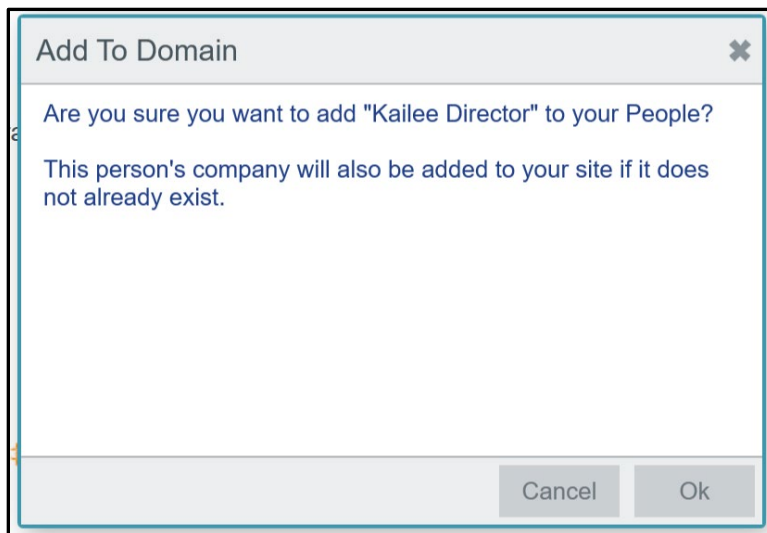 Add To Domain
Are you sure you want to add "Kailee Director" to your People?
This person's company will also be added to your site if it does
not already exist.
Cancel
Ok